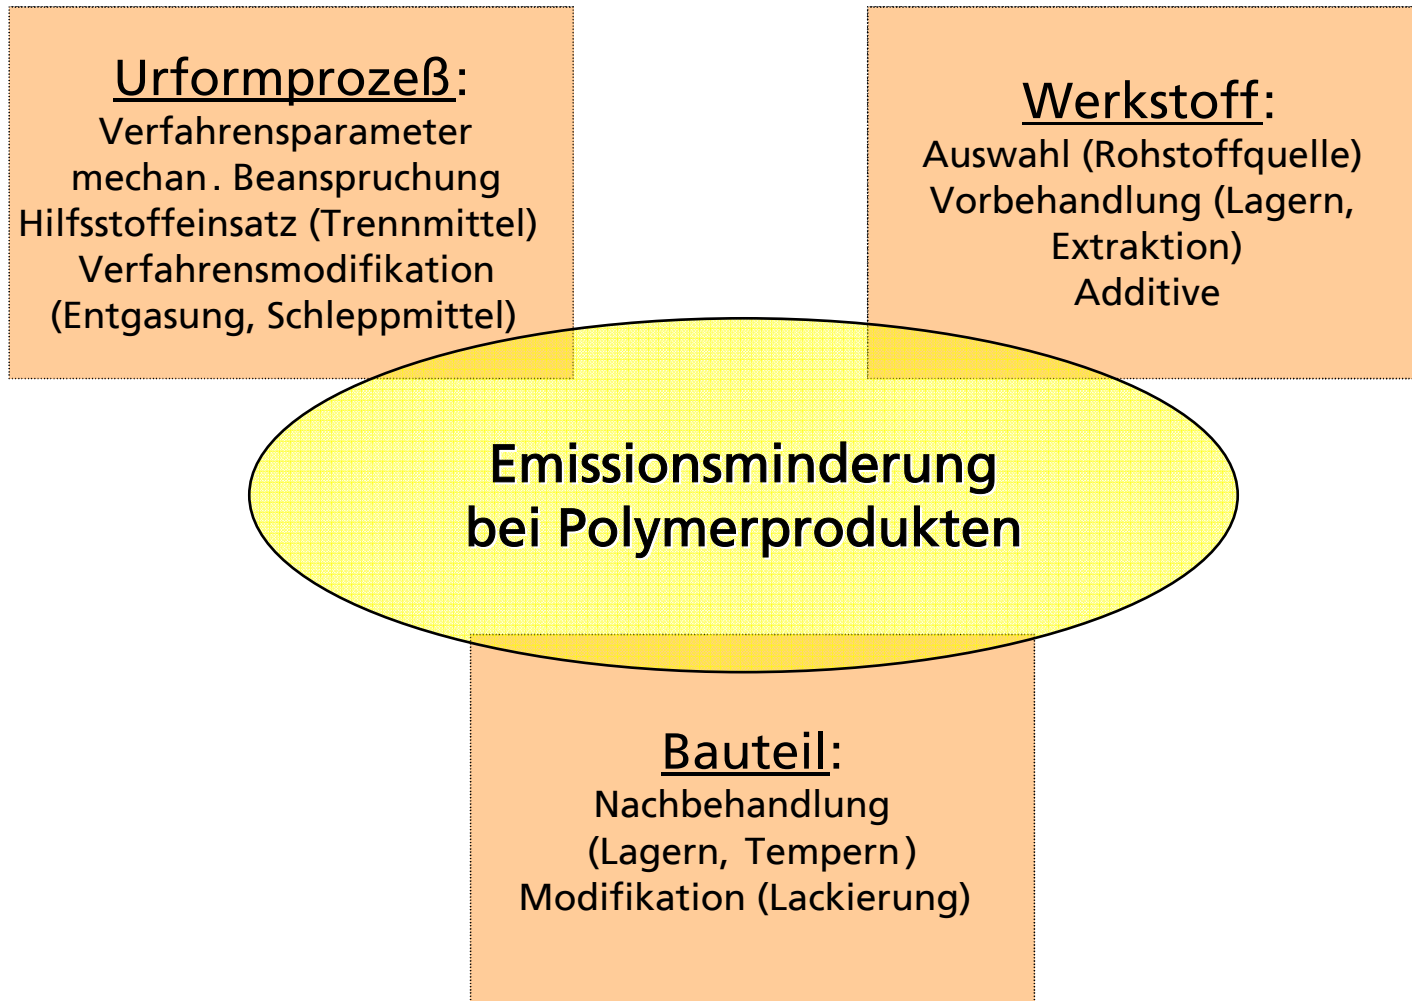 Urformprozeß:
Verfahrensparameter
mechan. Beanspruchung
Hilfsstoffeinsatz (Trennmittel)
Verfahrensmodifikation
(Entgasung, Schleppmittel)
Werkstoff:
Auswahl (Rohstoffquelle)
Vorbehandlung (Lagern,
Extraktion)
Additive
Emissionsminderung
bei Polymerprodukten
Bauteil:
Nachbehandlung
(Lagern, Tempern)
Modifikation (Lackierung)